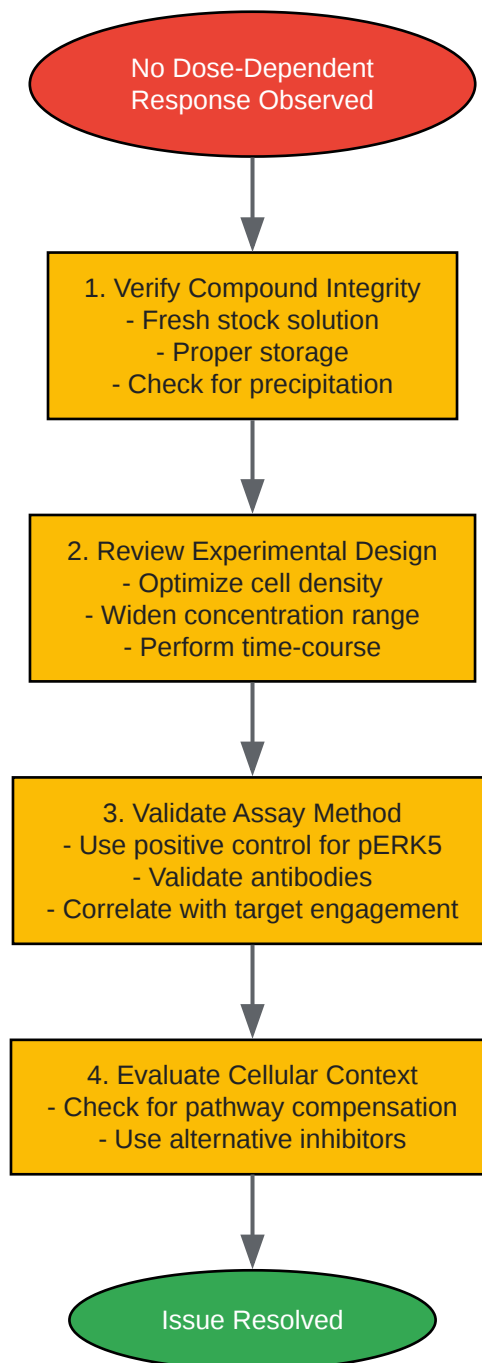 No Dose-Dependent
Response Observed
1. Verify Compound Integrity
- Fresh stock solution
- Proper storage
- Check for precipitation
2. Review Experimental Design
- Optimize cell density
- Widen concentration range
- Perform time-course
3. Validate Assay Method
- Use positive control for pERK5
- Validate antibodies
- Correlate with target engagement
4. Evaluate Cellular Context
- Check for pathway compensation
- Use alternative inhibitors
Issue Resolved